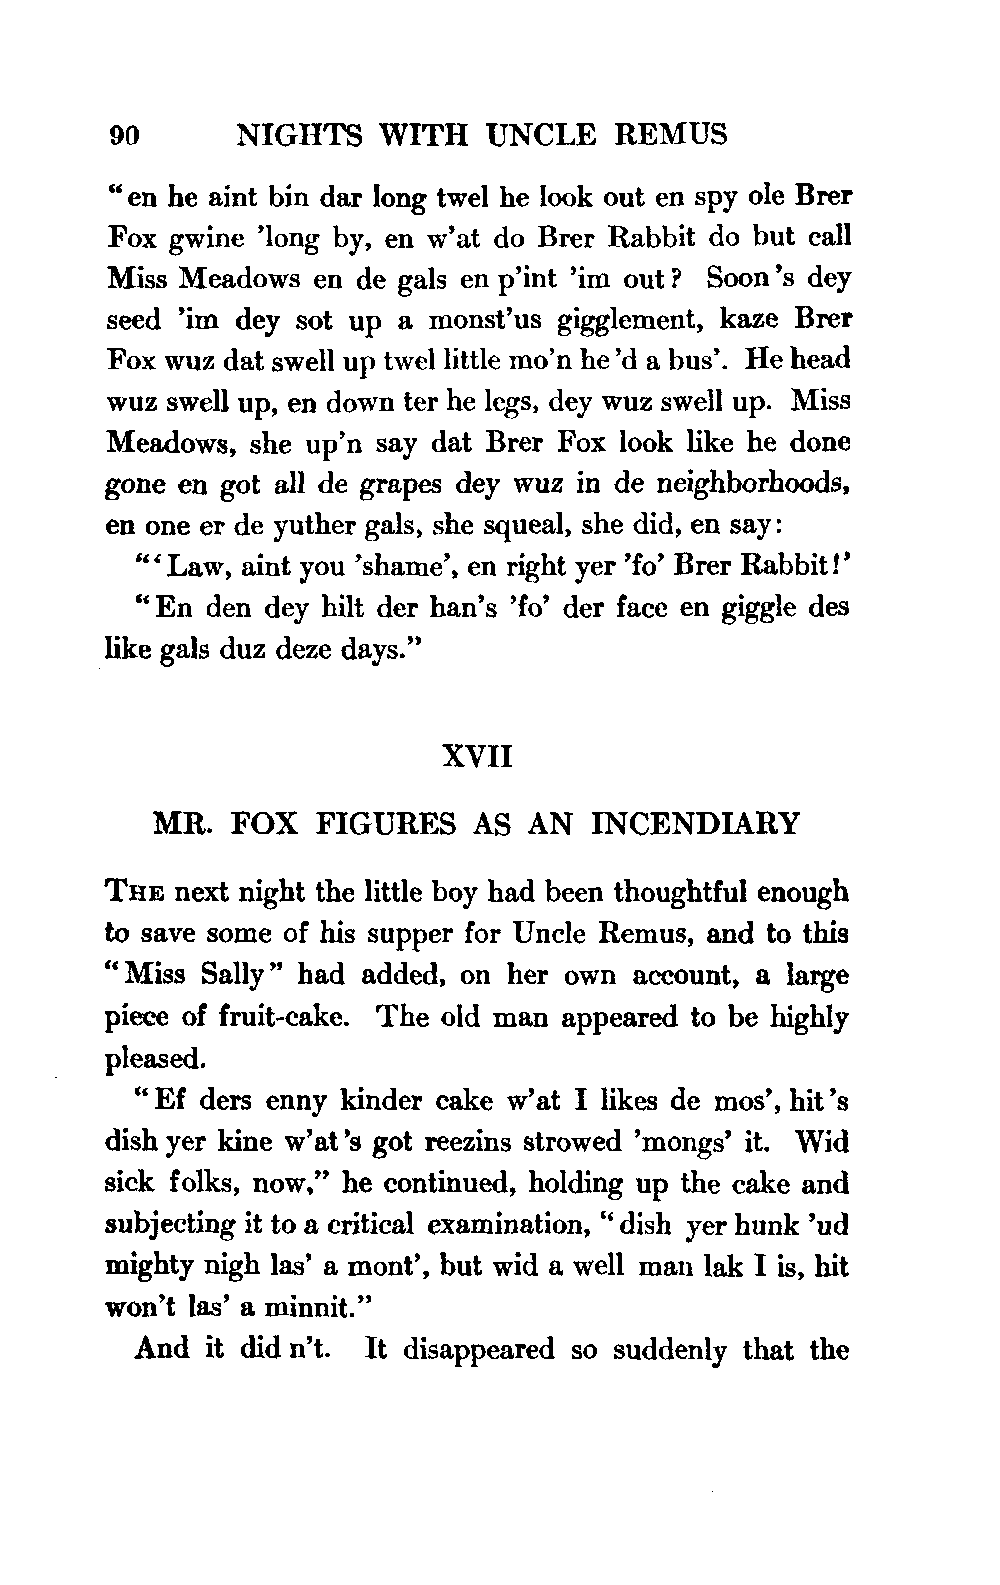 90 NIGHTS WITH UNCLE REMUS
“en he aint bin dar long twel he look out en spy ole Brer
Fox gwine ’long by, en w’at do Brer Rabbit do but call
Miss Meadows en de gals en p’int ’im out? Soon ’s dey
seed ’im dey sot up a monst’us gigglement, kaze Brer
Fox wuz dat swell up twel little mo’n he ’d a bus’. He head
wuz swell up, en down ter he legs, dey wuz swell up. Miss
Meadows, she up’n say dat Brer Fox look like he done
gone en got all de grapes dey wuz in de neighborhoods,
en one er de yuther gals, she squeal, she did, en say:
“‘Law, aint you ’shame’, en right yer ’fo’ Brer Rabbit!’
“En den dey hilt der han’s ’fo’ der face en giggle des
like gals duz deze days.”
XVII
MR. FOX FIGURES AS AN INCENDIARY
THE next night the little boy had been thoughtful enough
to save some of his supper for Uncle Remus, and to this
“Miss Sally” had added, on her own account, a large
piece of fruit-cake. The old man appeared to be highly
pleased.
“Ef ders enny kinder cake w’at I likes de mos’, hit ’s
dish yer kine w’at ’s got reezins strowed ’mongs’ it. Wid
sick folks, now,” he continued, holding up the cake and
subjecting it to a critical examination, “dish yer hunk ’ud
mighty nigh las’ a mont’, but wid a well man lak I is, hit
won’t las’ a minnit.”
And it did n’t. It disappeared so suddenly that the